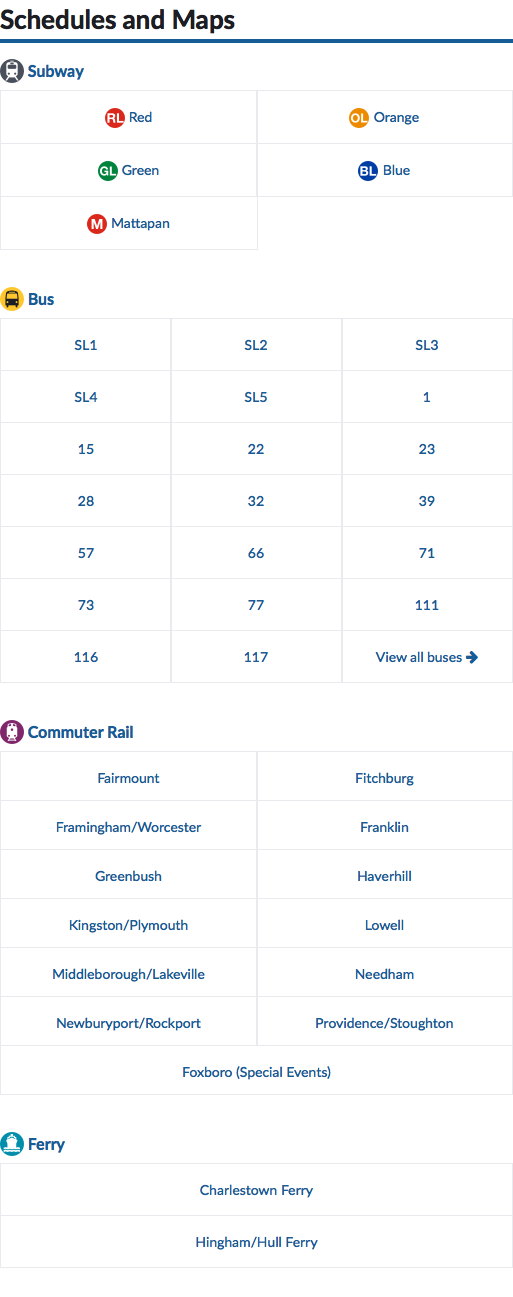 Schedules and Maps
Subway
RL Red
OL Orange
GL Green
BL Blue
M Mattapan
Bus
SL1
SL2
SL3
SL4
SL5
1
15
22
23
28
32
39
57
66
71
73
77
111
116
117
View all buses
Commuter Rail
Fairmount
Fitchburg
Framingham/Worcester
Franklin
Greenbush
Haverhill
Kingston/Plymouth
Lowell
Middleborough/Lakeville
Needham
Newburyport/Rockport
Providence/Stoughton
Foxboro (Special Events)
Ferry
Charlestown Ferry
Hingham/Hull Ferry